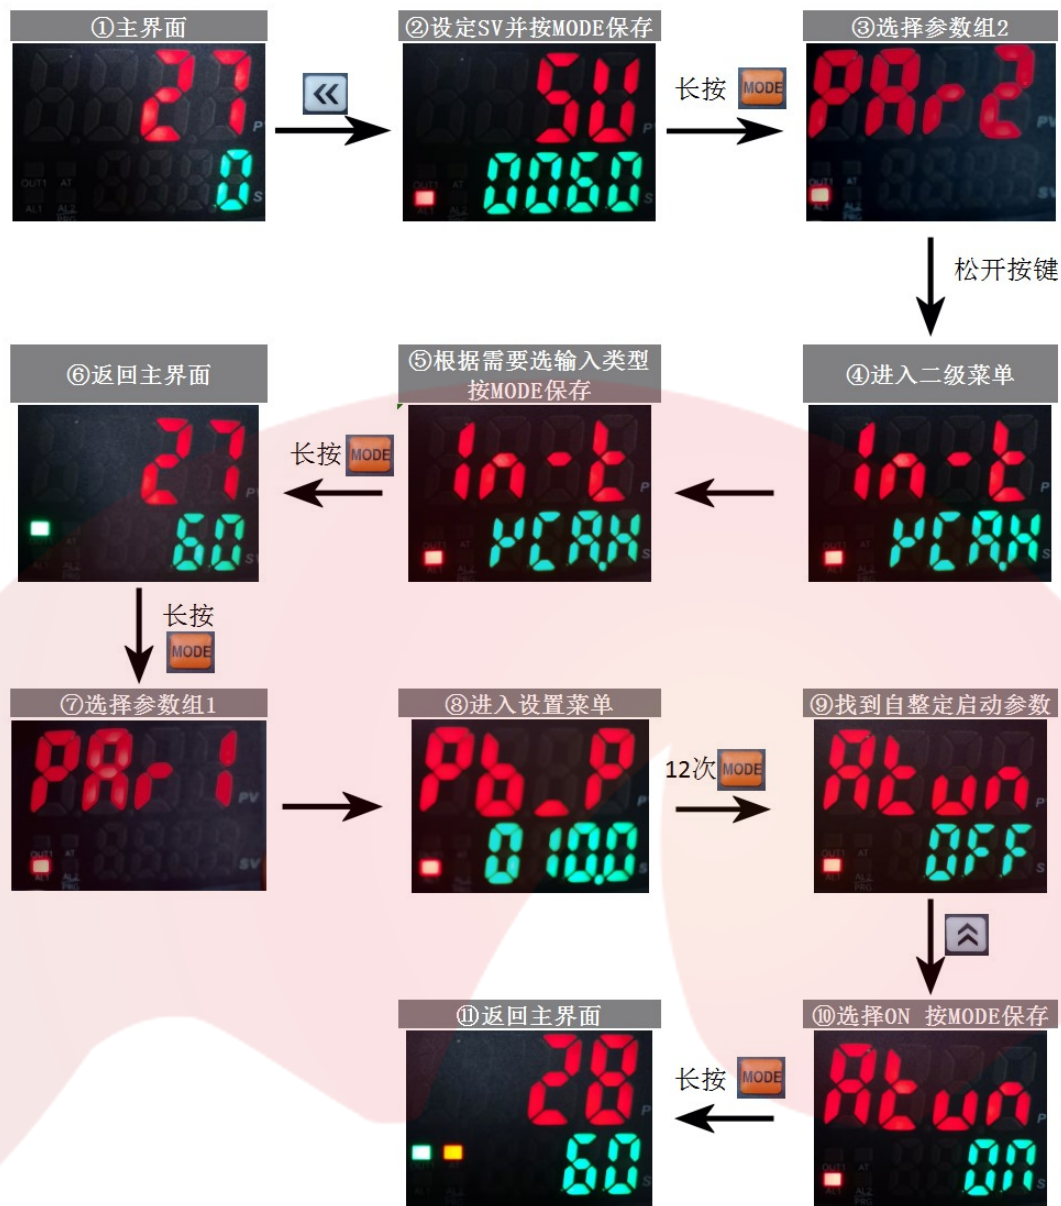 ①主界面
②设定SV并按MODE保存
③选择参数组2
27
0
SU
0060
长按 MODE
PAr2
松开按键
⑥返回主界面
⑤根据需要选输入类型
按MODE保存
④进入二级菜单
27
60
长按 MODE
In-t
KCA.K
In-t
KCA.K
长按
MODE
⑦选择参数组1
⑧进入设置菜单
⑨找到自整定启动参数
PAr1
PV
SV
Pb_P
010.0
12次 MODE
Atun
OFF
⑪返回主界面
⑩选择ON 按MODE保存
28
60
长按 MODE
Atun
ON